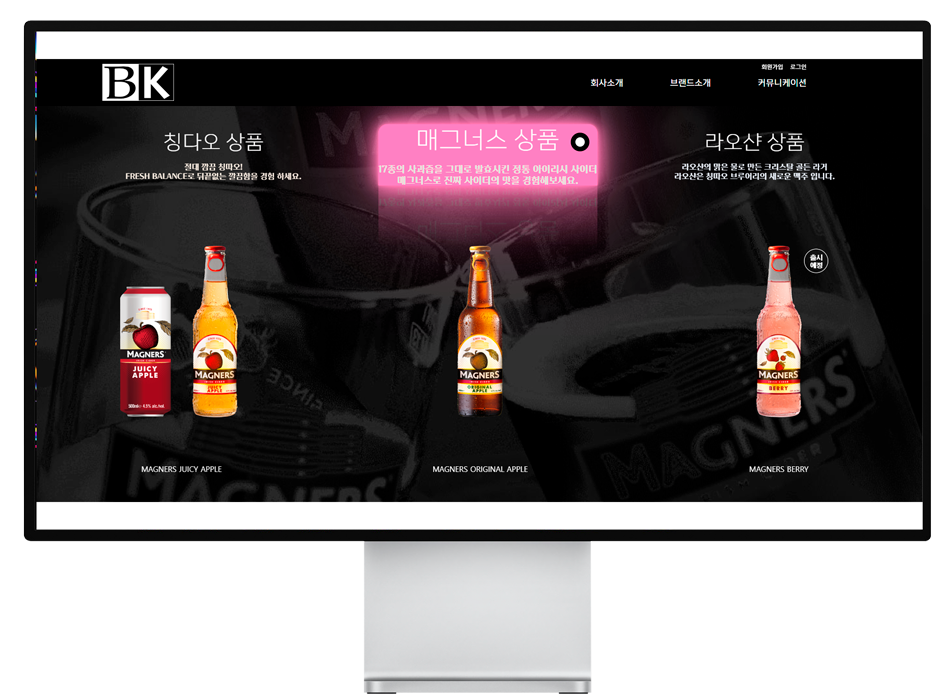 BK
회원가입 로그인
회사소개 브랜드소개 커뮤니케이션
칭다오 상품
절대 깔끔 칭따오!
FRESH BALANCE로 뒤끝없는 깔끔함을 경험 하세요.
매그너스 상품
17종의 사과즙을 그대로 발효시킨 정통 아이리시 사이더
매그너스로 진짜 사이더의 맛을 경험해보세요.
라오샨 상품
라오샨의 맑은 물로 만든 크리스탈 골든 라거
라오샨은 칭따오 브루어리의 새로운 맥주 입니다.
출시
예정
MAGNERS
JUICY
APPLE
MAGNERS
JUICY
APPLE
MAGNERS
ORIGINAL
APPLE
MAGNERS
BERRY
MAGNERS
MAGNERS
MAGNERS JUICY APPLE
MAGNERS ORIGINAL APPLE
MAGNERS BERRY